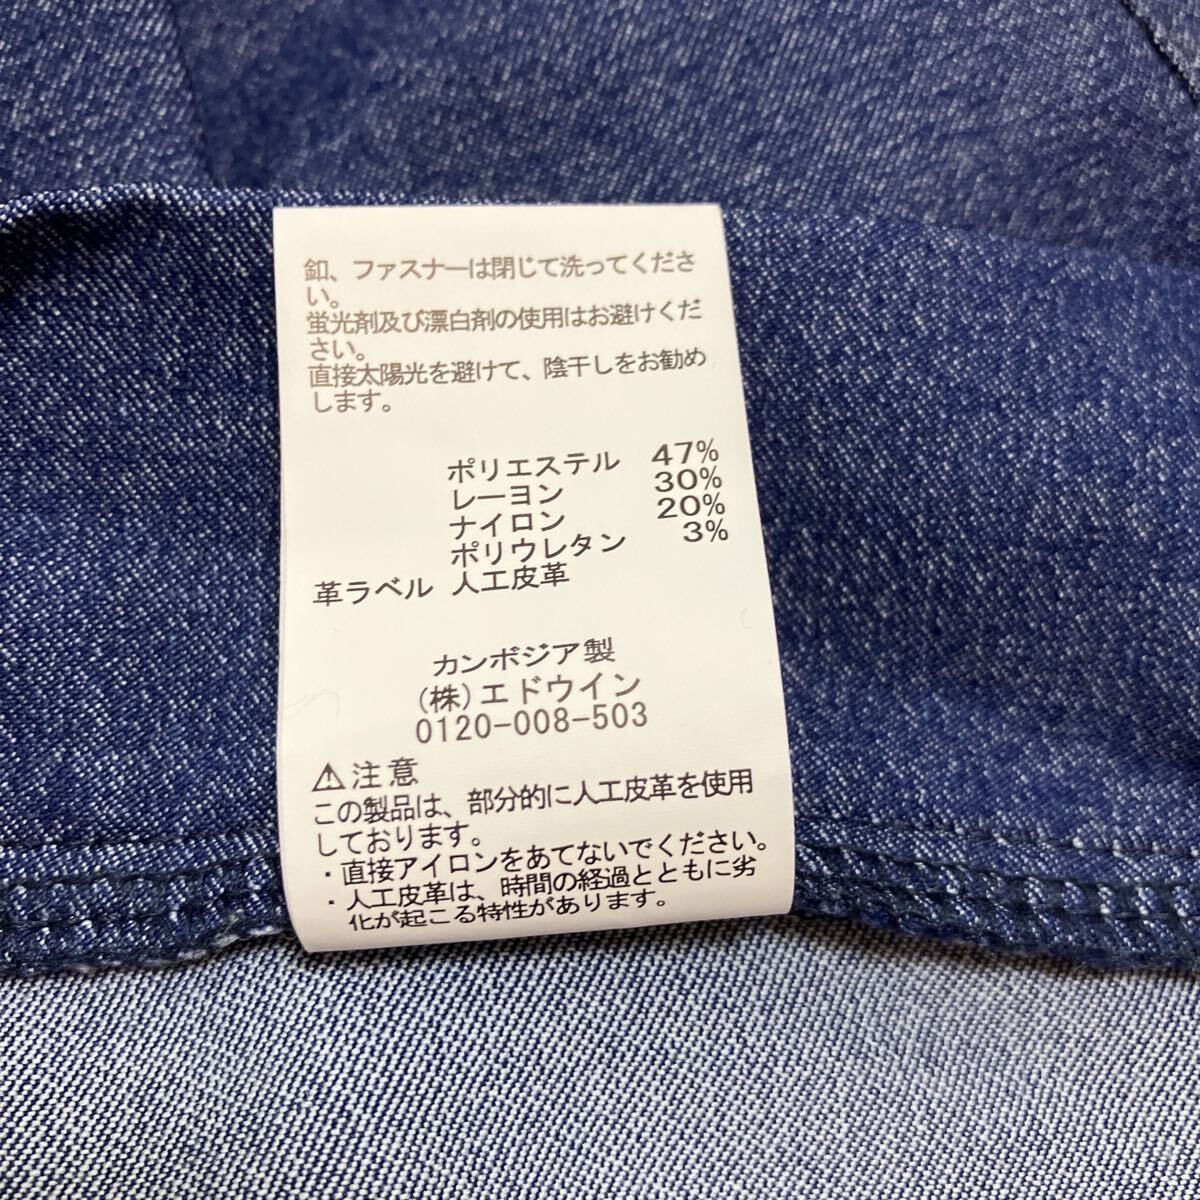 釦、ファスナーは閉じて洗ってくださ
い。
蛍光剤及び漂白剤の使用はお避けくだ
さい。
直接太陽光を避けて、陰干しをお勧め
します。
ポリエステル 47%
レーヨン 30%
ナイロン 20%
ポリウレタン 3%
革ラベル 人工皮革
カンボジア製
(株)エドウイン
0120-008-503
⚠注意
この製品は、部分的に人工皮革を使用
しております。
・直接アイロンをあてないでください。
・人工皮革は、時間の経過とともに劣
化が起こる特性があります。